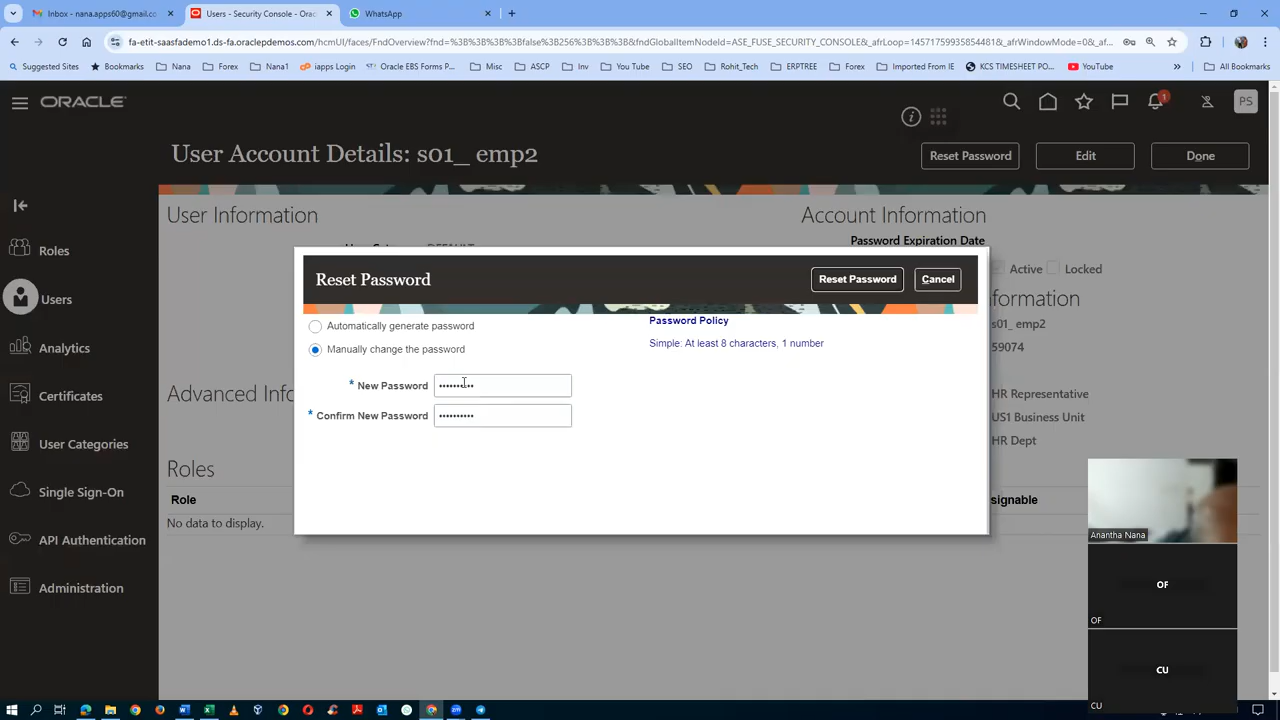 Inbox - nana.apps60@gmail.co
Users - Security Console - Orac
WhatsApp
fa-etit-saasfademo1.ds-fa.oraclepdemos.com/hcmUI/faces/FndOverview?fnd=%3B%3B%3B%3Bfalse%3B256%3B%3B%3B&fndGlobalItemNodeId=ASE_FUSE_SECURITY_CONSOLE&_afrLoop=14571759935854481&_afrWindowMode=0&_af...
Suggested Sites
Bookmarks
Nana
Forex
Nana1
iapps Login
Oracle EBS Forms P...
Misc
ASCP
Inv
You Tube
SEO
Rohit_Tech
ERPTREE
Forex
Imported From IE
KCS TIMESHEET PO...
YouTube
All Bookmarks
ORACLE
1
PS
User Account Details: s01_ emp2
Reset Password
Edit
Done
User Information
Account Information
Password Expiration Date
Active
Locked
s01_ emp2
59074
HR Representative
US1 Business Unit
HR Dept
Roles
Users
Analytics
Certificates
User Categories
Single Sign-On
API Authentication
Administration
Reset Password
Reset Password
Cancel
Automatically generate password
Manually change the password
Password Policy
Simple: At least 8 characters, 1 number
* New Password ••••••••••
* Confirm New Password ••••••••••
Roles
Role
No data to display.
Anantha Nana
OF
OF
CU
CU